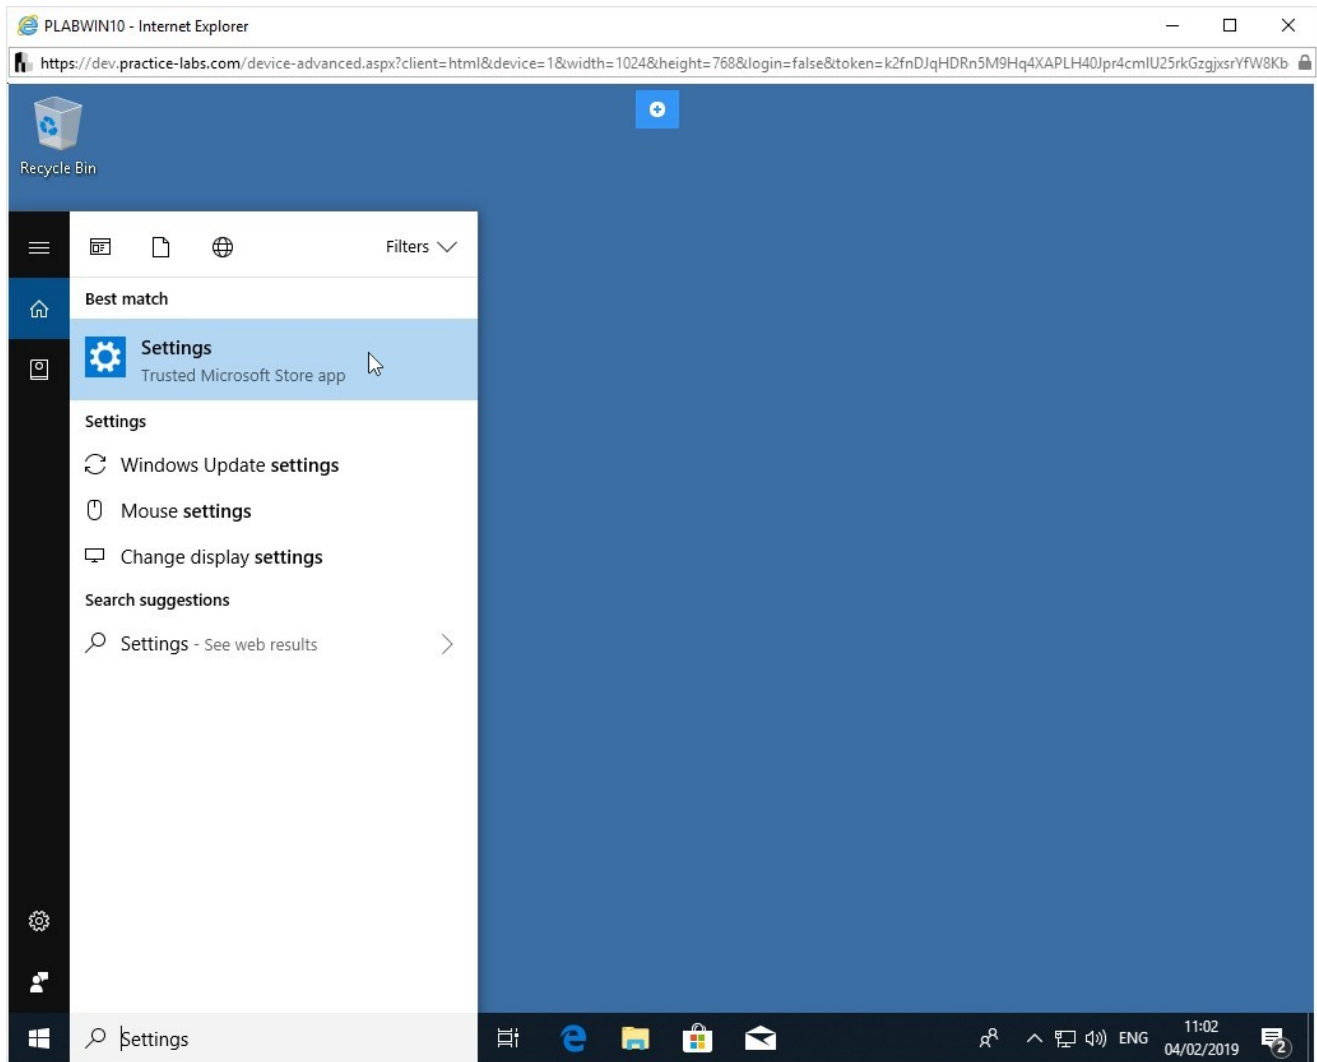 PLABWIN10 - Internet Explorer
https://dev.practice-labs.com/device-advanced.aspx?client=html&device=1&width=1024&height=768&login=false&token=k2fnDJqHDRn5M9Hq4XAPLH40Jpr4cmIU25rkGzgjxsrYfW8Kb
Recycle Bin
Filters
Best match
Settings
Trusted Microsoft Store app
Settings
Windows Update settings
Mouse settings
Change display settings
Search suggestions
Settings - See web results
Settings
ENG
11:02
04/02/2019
2